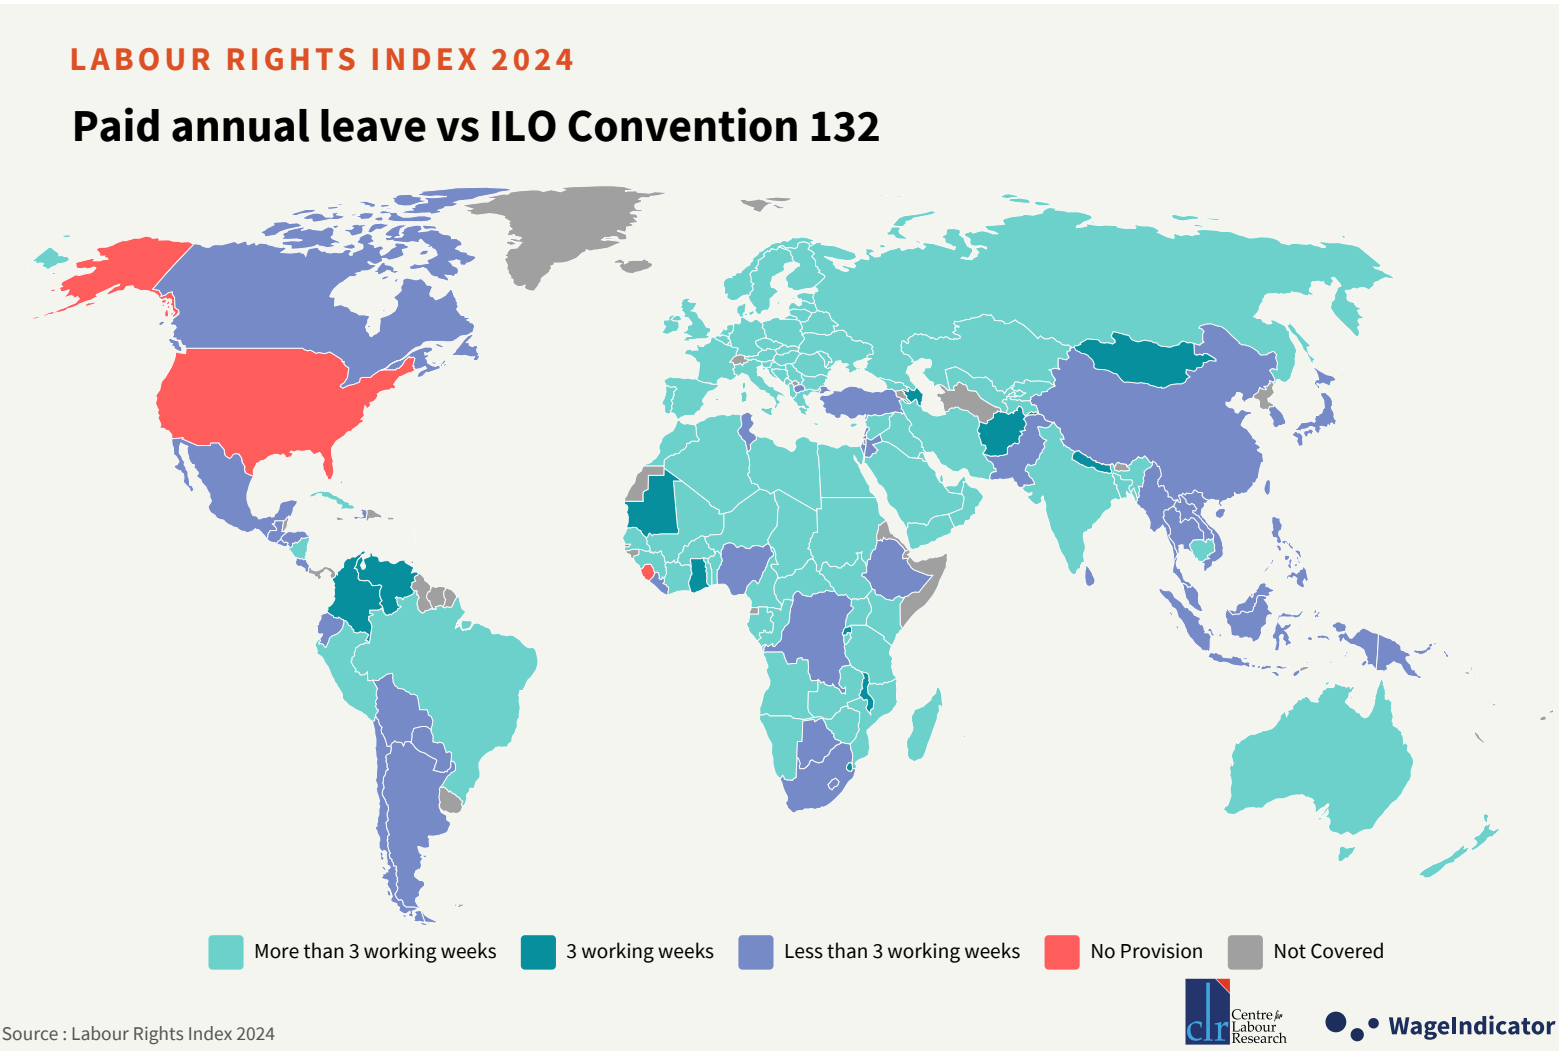 LABOUR RIGHTS INDEX 2024
Paid annual leave vs ILO Convention 132
More than 3 working weeks
3 working weeks
Less than 3 working weeks
No Provision
Not Covered
clr
Centre for
Labour
Research
WageIndicator
Source : Labour Rights Index 2024